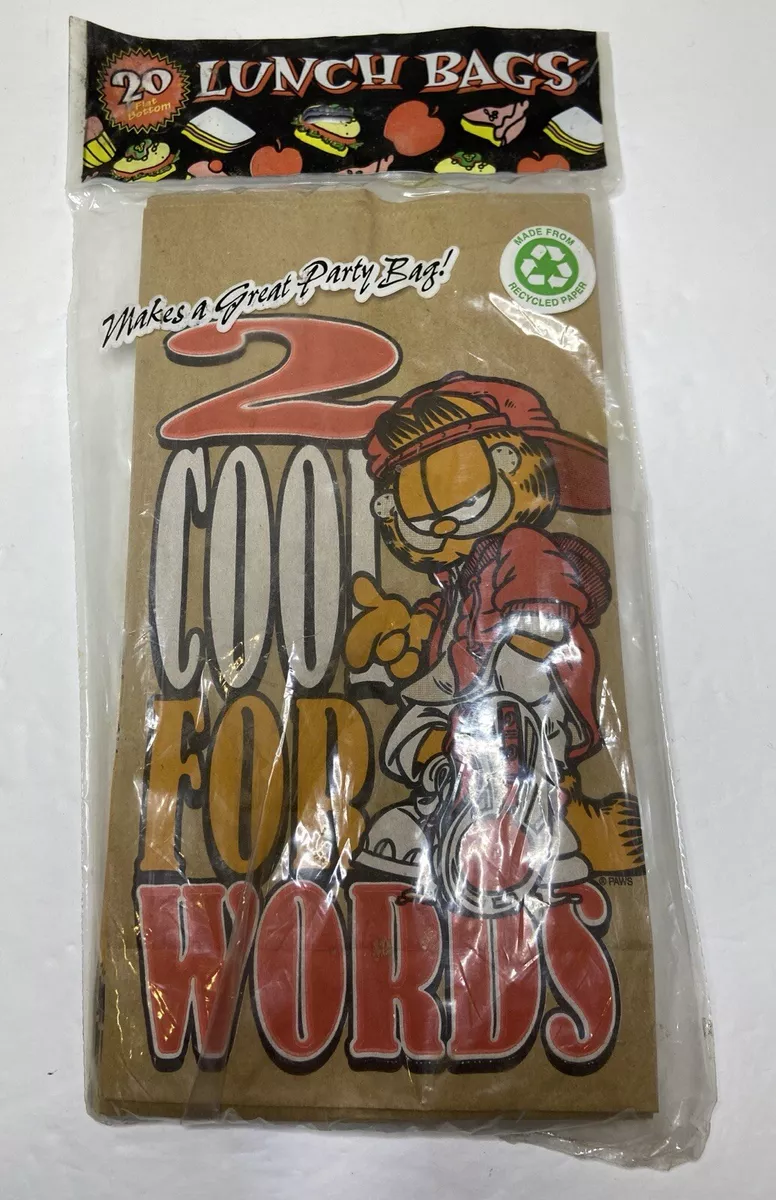 20
Flat
Bottom
LUNCH BAGS
MADE FROM
RECYCLED PAPER
Makes a Great Party Bag!
2
COOL
FOR
WORDS
© PAWS